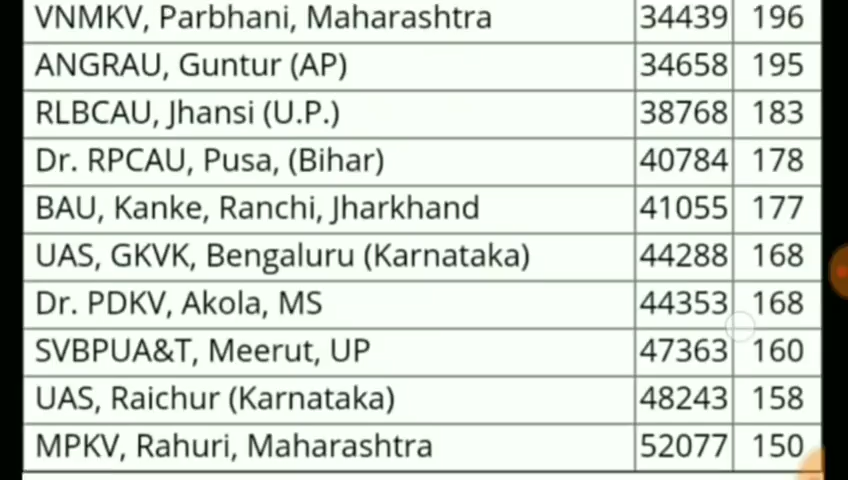 VNMKV, Parbhani, Maharashtra 34439 196
ANGRAU, Guntur (AP) 34658 195
RLBCAU, Jhansi (U.P.) 38768 183
Dr. RPCAU, Pusa, (Bihar) 40784 178
BAU, Kanke, Ranchi, Jharkhand 41055 177
UAS, GKVK, Bengaluru (Karnataka) 44288 168
Dr. PDKV, Akola, MS 44353 168
SVBPUA&T, Meerut, UP 47363 160
UAS, Raichur (Karnataka) 48243 158
MPKV, Rahuri, Maharashtra 52077 150